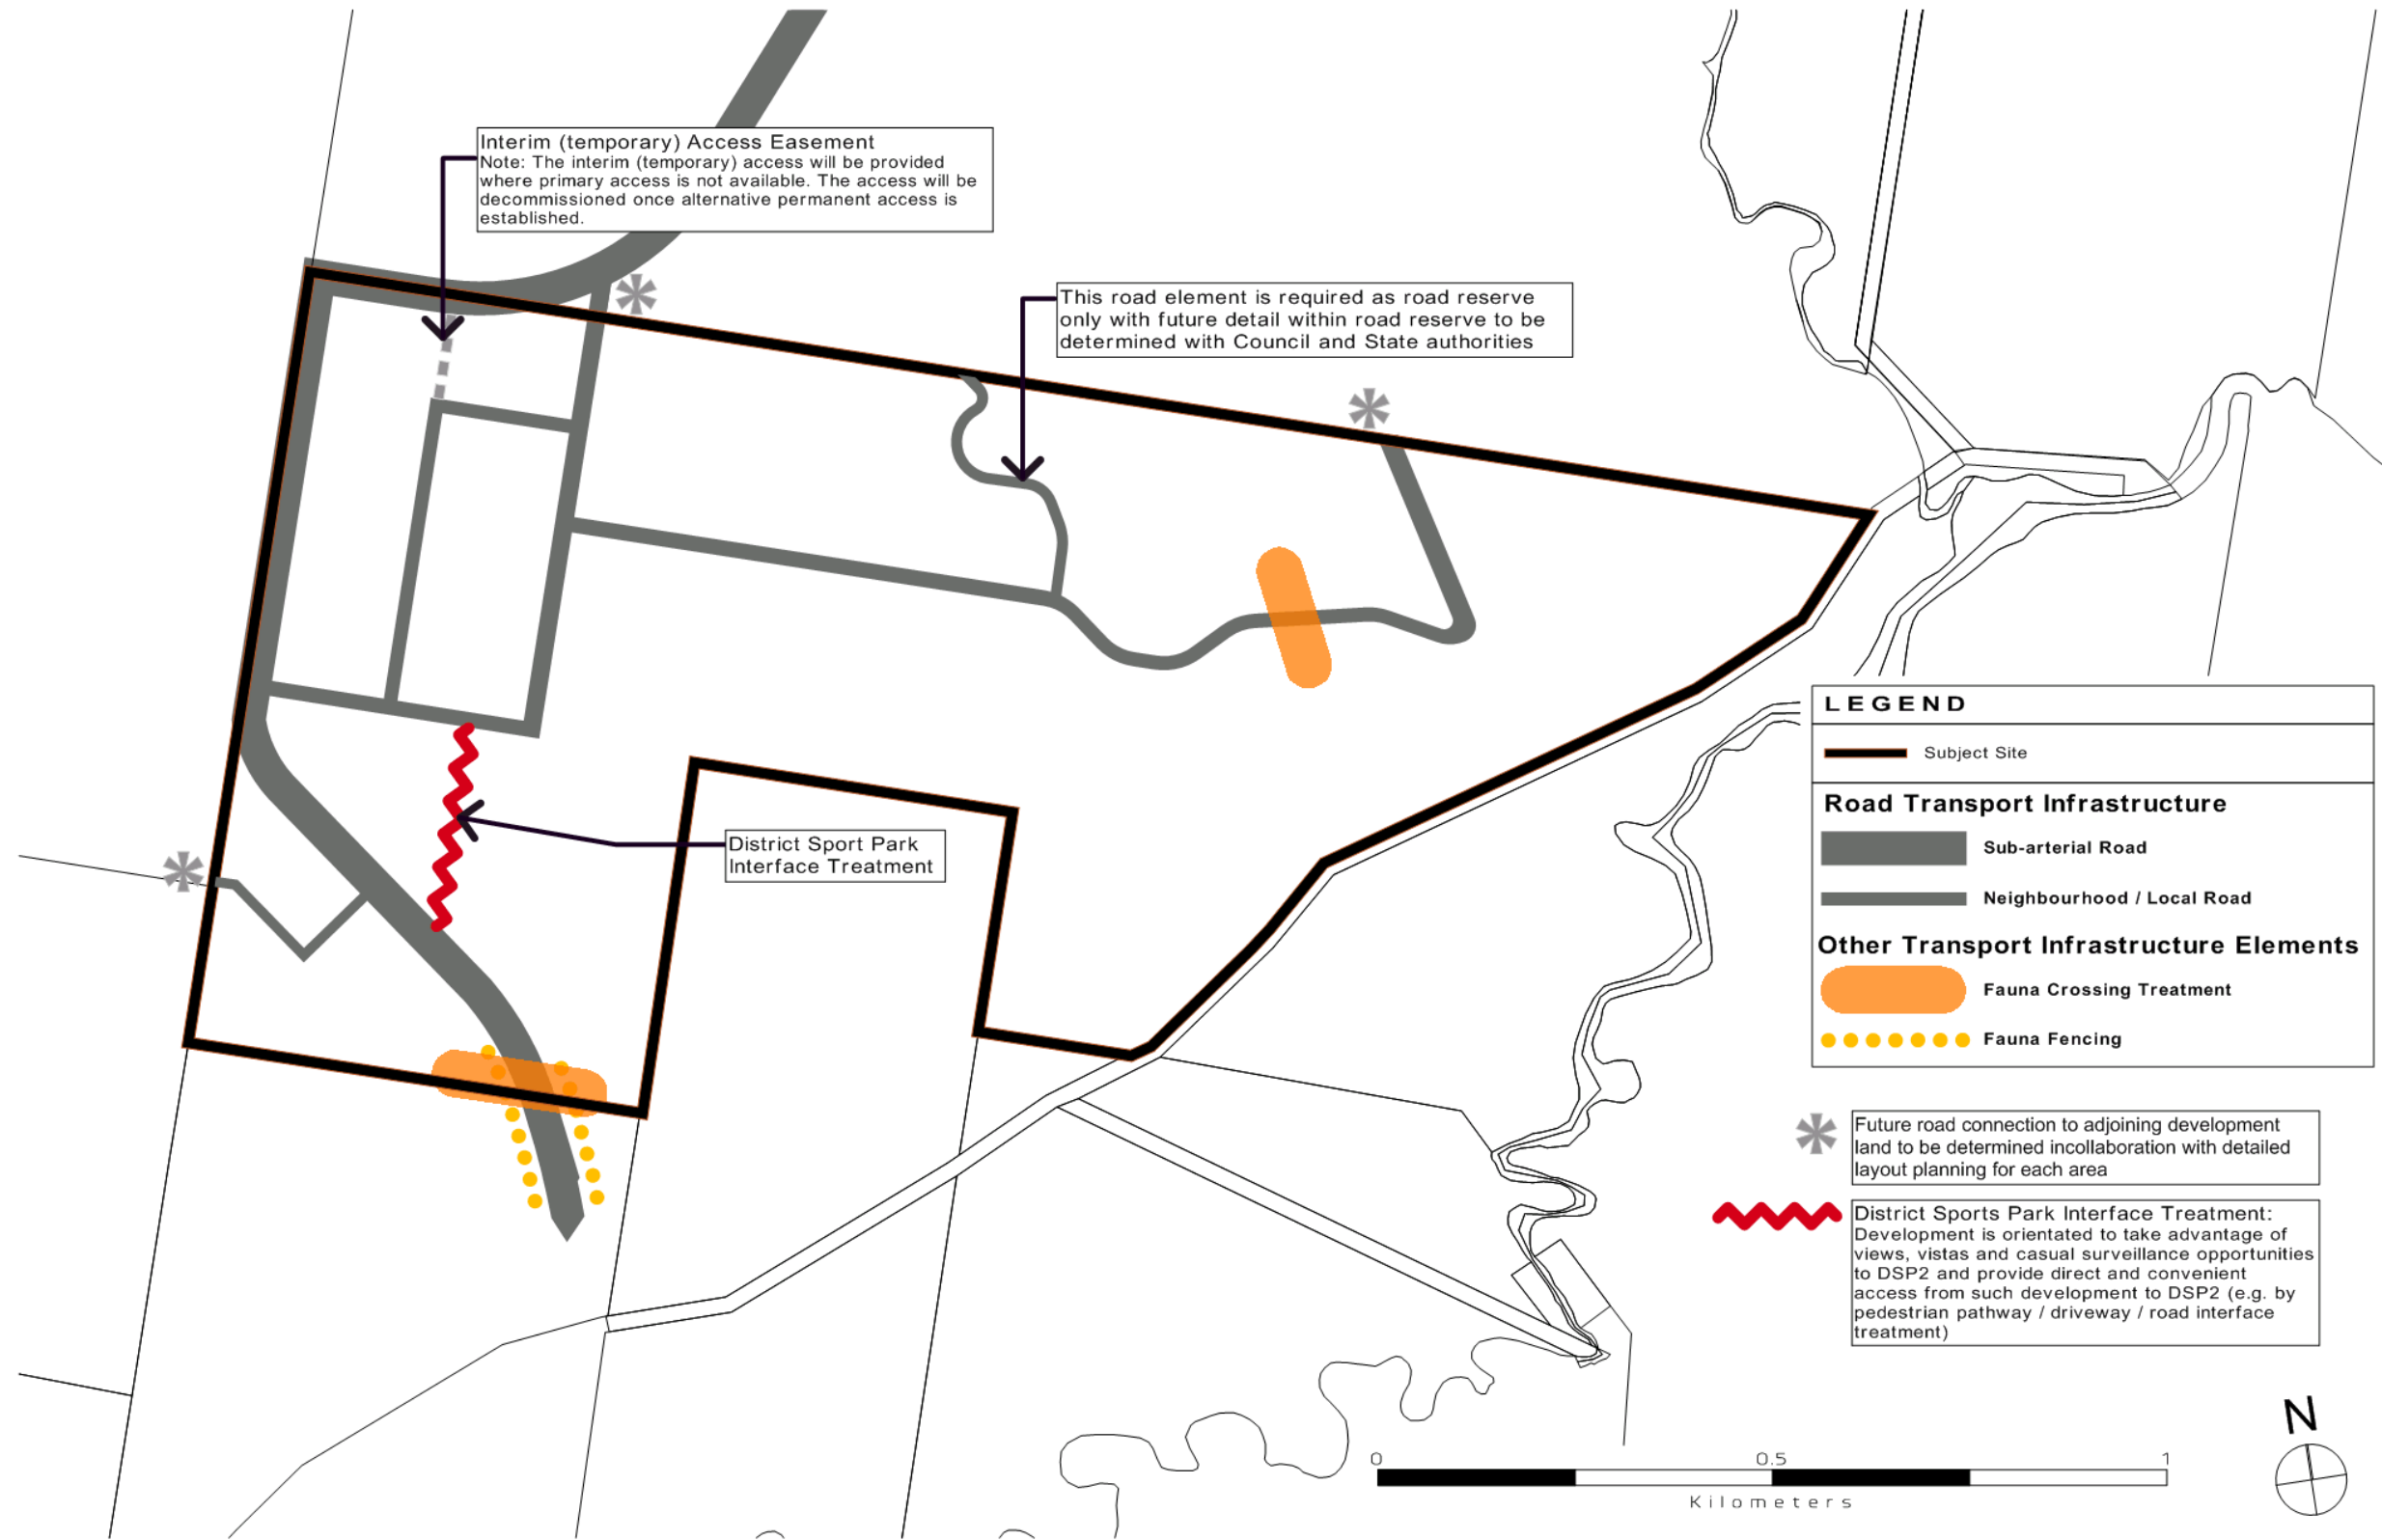 Interim (temporary) Access Easement
Note: The interim (temporary) access will be provided
where primary access is not available. The access will be
decommissioned once alternative permanent access is
established.
This road element is required as road reserve
only with future detail within road reserve to be
determined with Council and State authorities
District Sport Park
Interface Treatment
LEGEND
Subject Site
Road Transport Infrastructure
Sub-arterial Road
Neighbourhood / Local Road
Other Transport Infrastructure Elements
Fauna Crossing Treatment
Fauna Fencing
Future road connection to adjoining development
land to be determined incollaboration with detailed
layout planning for each area
District Sports Park Interface Treatment:
Development is orientated to take advantage of
views, vistas and casual surveillance opportunities
to DSP2 and provide direct and convenient
access from such development to DSP2 (e.g. by
pedestrian pathway / driveway / road interface
treatment)
N
0 0.5 1
Kilometers